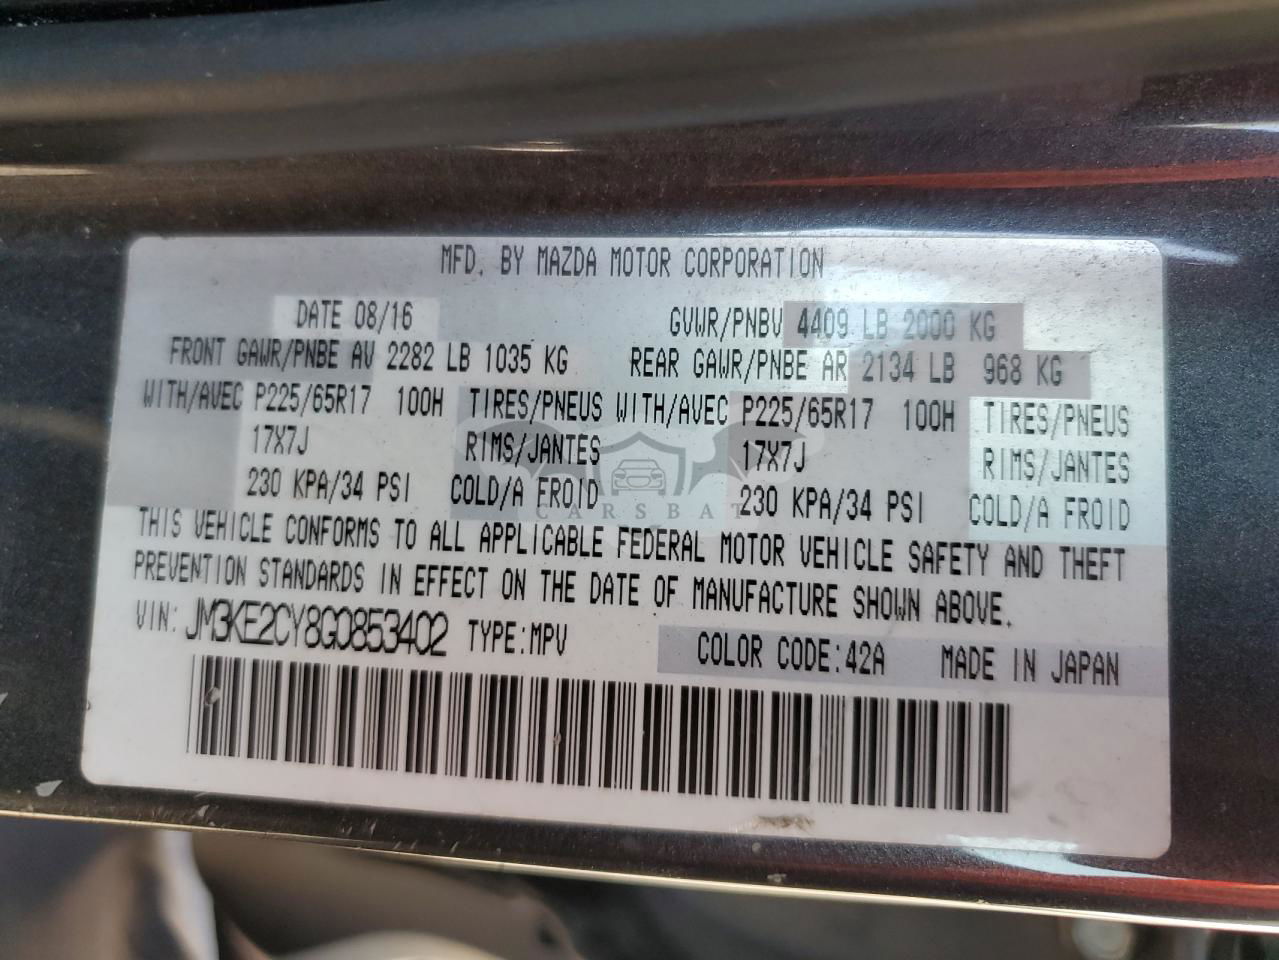 MFD. BY MAZDA MOTOR CORPORATION
DATE 08/16 GVWR/PNBV 4409 LB 2000 KG
FRONT GAWR/PNBE AV 2282 LB 1035 KG REAR GAWR/PNBE AR 2134 LB 968 KG
WITH/AVEC P225/65R17 100H TIRES/PNEUS WITH/AVEC P225/65R17 100H TIRES/PNEUS
17X7J RIMS/JANTES 17X7J RIMS/JANTES
230 KPA/34 PSI COLD/A FROID 230 KPA/34 PSI COLD/A FROID
CARSBAT
THIS VEHICLE CONFORMS TO ALL APPLICABLE FEDERAL MOTOR VEHICLE SAFETY AND THEFT
PREVENTION STANDARDS IN EFFECT ON THE DATE OF MANUFACTURE SHOWN ABOVE.
VIN: JM3KE2CY8G0853402 TYPE:MPV COLOR CODE:42A MADE IN JAPAN